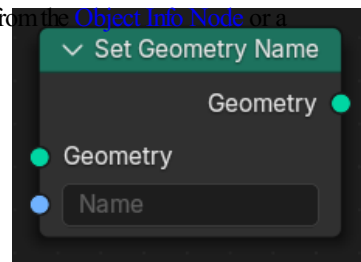 from the Object Info Node or a
Set Geometry Name
Geometry
Geometry
Name